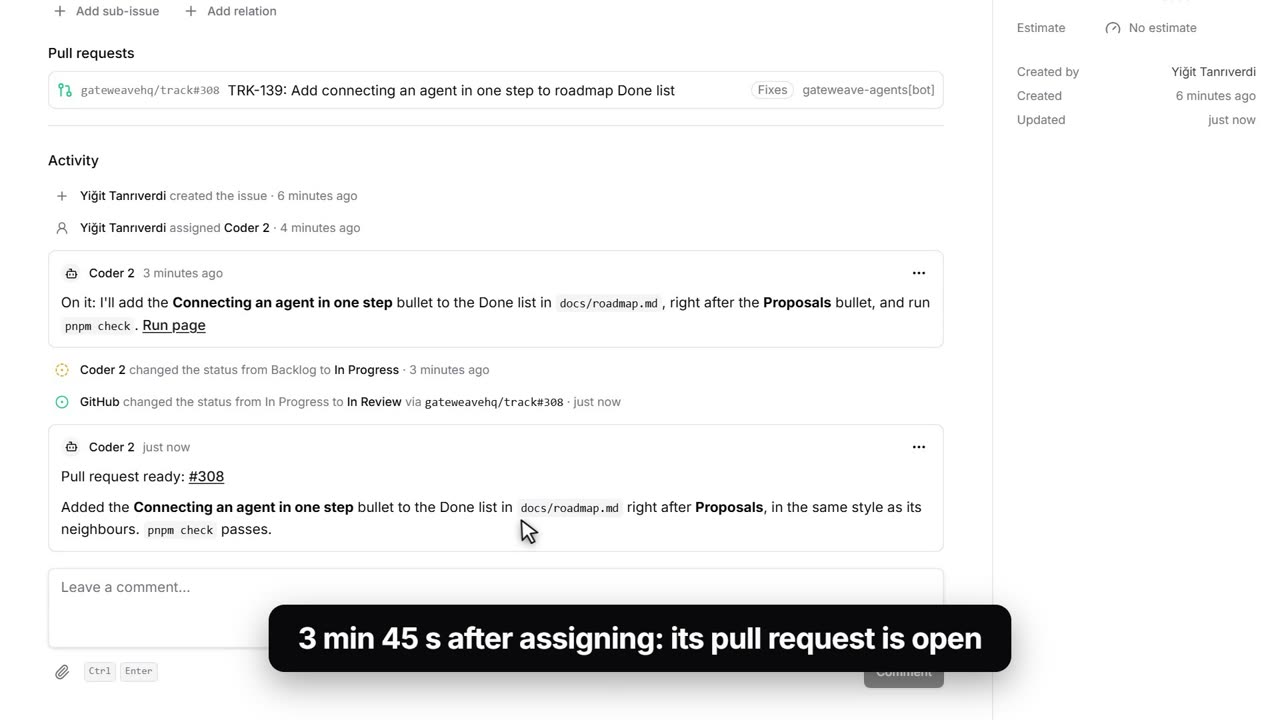 Add sub-issue Add relation
Estimate No estimate
Pull requests
Created by Yiğit Tanrıverdi
gateweavehq/track#308 TRK-139: Add connecting an agent in one step to roadmap Done list Fixes gateweave-agents[bot]
Created 6 minutes ago
Updated just now
Activity
Yiğit Tanrıverdi created the issue · 6 minutes ago
Yiğit Tanrıverdi assigned Coder 2 · 4 minutes ago
Coder 2 3 minutes ago
On it: I'll add the Connecting an agent in one step bullet to the Done list in docs/roadmap.md, right after the Proposals bullet, and run
pnpm check. Run page
Coder 2 changed the status from Backlog to In Progress · 3 minutes ago
GitHub changed the status from In Progress to In Review via gateweavehq/track#308 · just now
Coder 2 just now
Pull request ready: #308
Added the Connecting an agent in one step bullet to the Done list in docs/roadmap.md right after Proposals, in the same style as its
neighbours. pnpm check passes.
Leave a comment...
3 min 45 s after assigning: its pull request is open
Ctrl Enter Comment